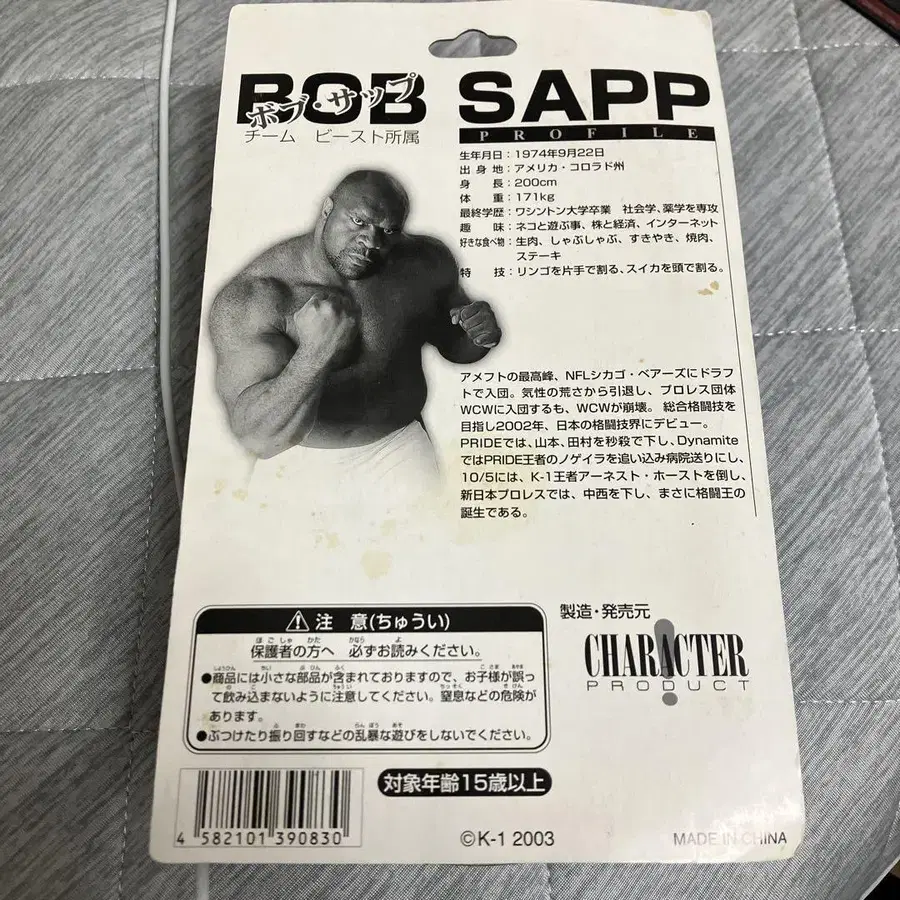 BOB SAPP
ボブ・サップ
チーム ビースト所属
PROFILE
生年月日：1974年9月22日
出身地：アメリカ・コロラド州
身長：200cm
体重：171kg
最終学歴：ワシントン大学卒業 社会学、薬学を専攻
趣味：ネコと遊ぶ事、株と経済、インターネット
好きな食べ物：生肉、しゃぶしゃぶ、すきやき、焼肉、
ステーキ
特技：リンゴを片手で割る、スイカを頭で割る。
アメフトの最高峰、NFLシカゴ・ベアーズにドラフ
トで入団。気性の荒さから引退し、プロレス団体
WCWに入団するも、WCWが崩壊。総合格闘技を
目指し2002年、日本の格闘技界にデビュー。
PRIDEでは、山本、田村を秒殺で下し、Dynamite
ではPRIDE王者のノゲイラを追い込み病院送りにし、
10/5には、K-1王者アーネスト・ホーストを倒し、
新日本プロレスでは、中西を下し、まさに格闘王の
誕生である。
注 意(ちゅうい)
保護者の方へ 必ずお読みください。
●商品には小さな部品が含まれておりますので、お子様が誤っ
て飲み込まないように注意してください。窒息などの危険が
あります。
●ぶつけたり振り回すなどの乱暴な遊びをしないでください。
製造・発売元
CHARACTER
PRODUCT
対象年齢15歳以上
4 582101 390830
©K-1 2003
MADE IN CHINA